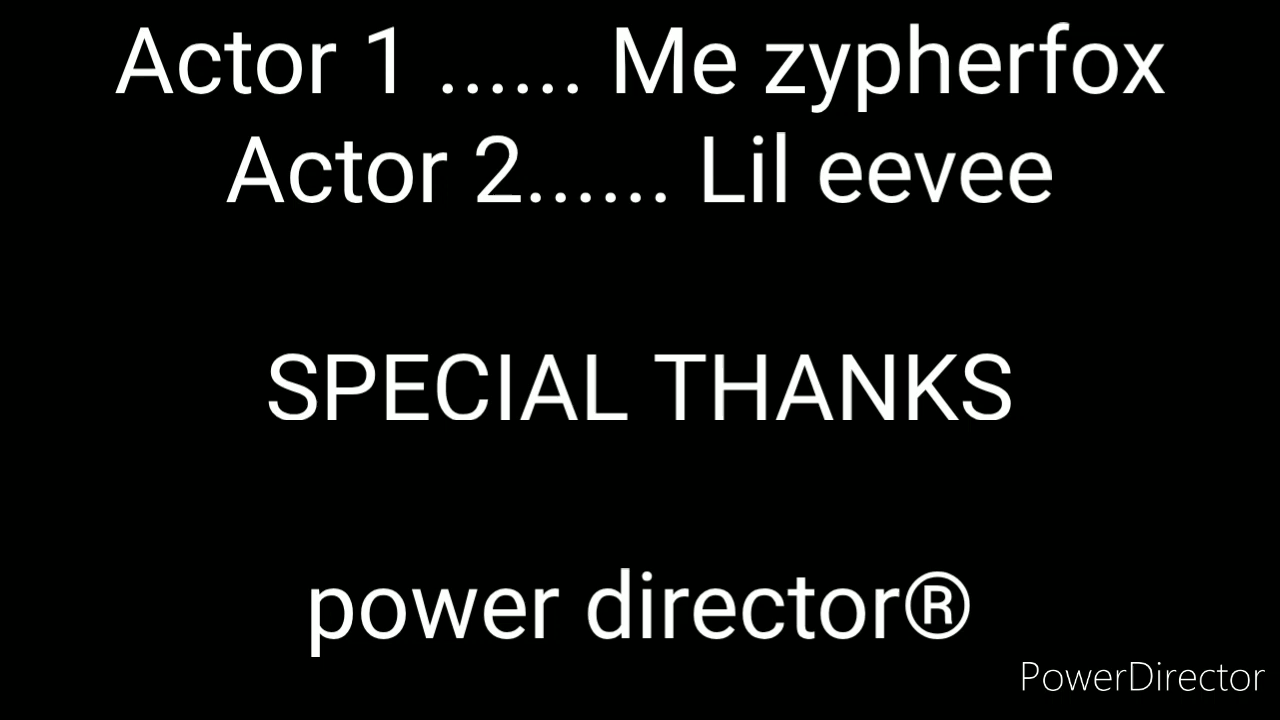 Actor 1 ...... Me zypherfox
Actor 2...... Lil eevee
SPECIAL THANKS
power director®
PowerDirector